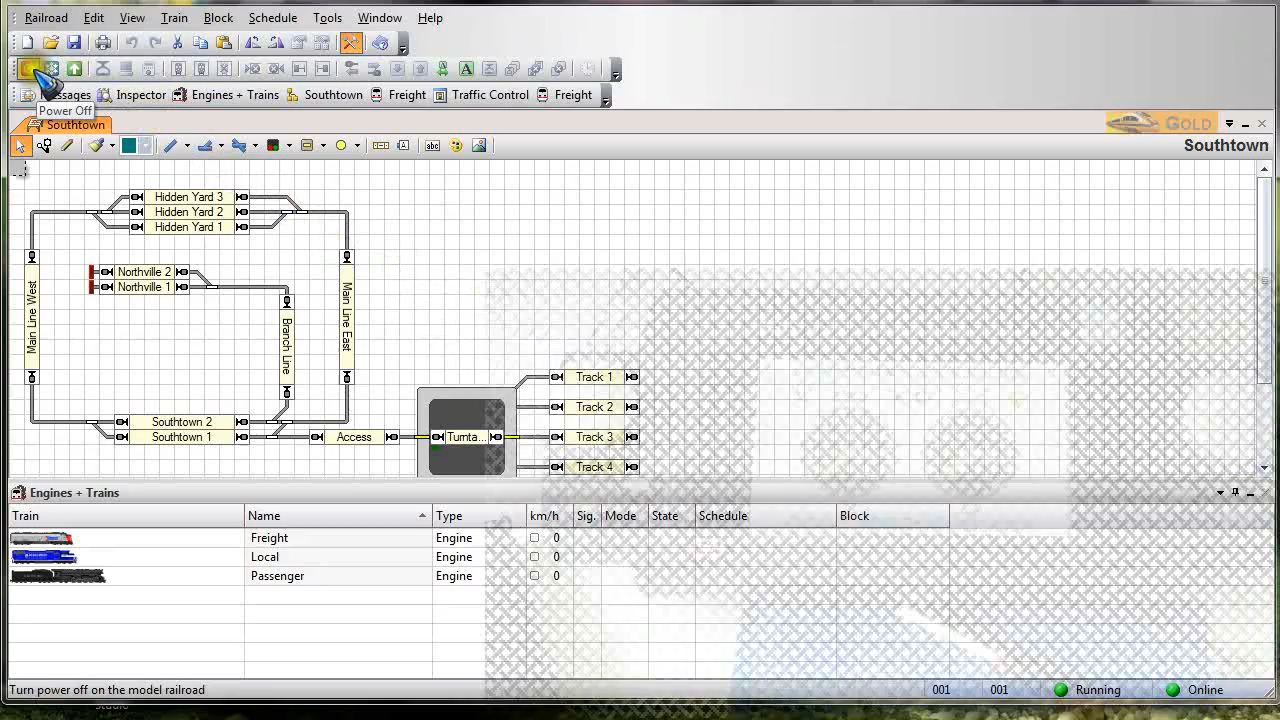 Railroad Edit View Train Block Schedule Tools Window Help
Messages Inspector Engines + Trains Southtown Freight Traffic Control Freight
Power Off
Southtown
GOLD
Southtown
abc
Hidden Yard 3
Hidden Yard 2
Hidden Yard 1
Northville 2
Northville 1
Main Line West
Branch Line
Main Line East
Southtown 2
Southtown 1
Access
Turnta...
Track 1
Track 2
Track 3
Track 4
Engines + Trains
Train Name Type km/h Sig. Mode State Schedule Block
Freight Engine 0
Local Engine 0
Passenger Engine 0
Turn power off on the model railroad 001 001 Running Online
Studio